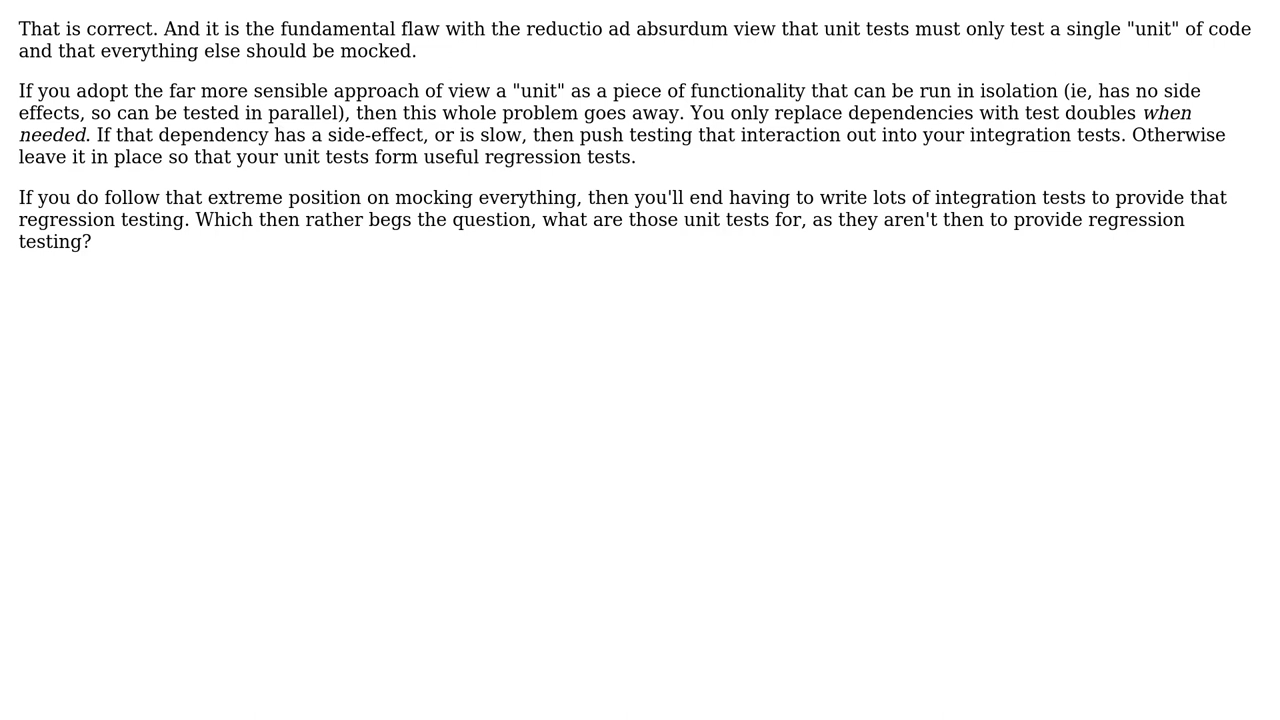 That is correct. And it is the fundamental flaw with the reductio ad absurdum view that unit tests must only test a single "unit" of code
and that everything else should be mocked.
If you adopt the far more sensible approach of view a "unit" as a piece of functionality that can be run in isolation (ie, has no side
effects, so can be tested in parallel), then this whole problem goes away. You only replace dependencies with test doubles when
needed. If that dependency has a side-effect, or is slow, then push testing that interaction out into your integration tests. Otherwise
leave it in place so that your unit tests form useful regression tests.
If you do follow that extreme position on mocking everything, then you'll end having to write lots of integration tests to provide that
regression testing. Which then rather begs the question, what are those unit tests for, as they aren't then to provide regression
testing?